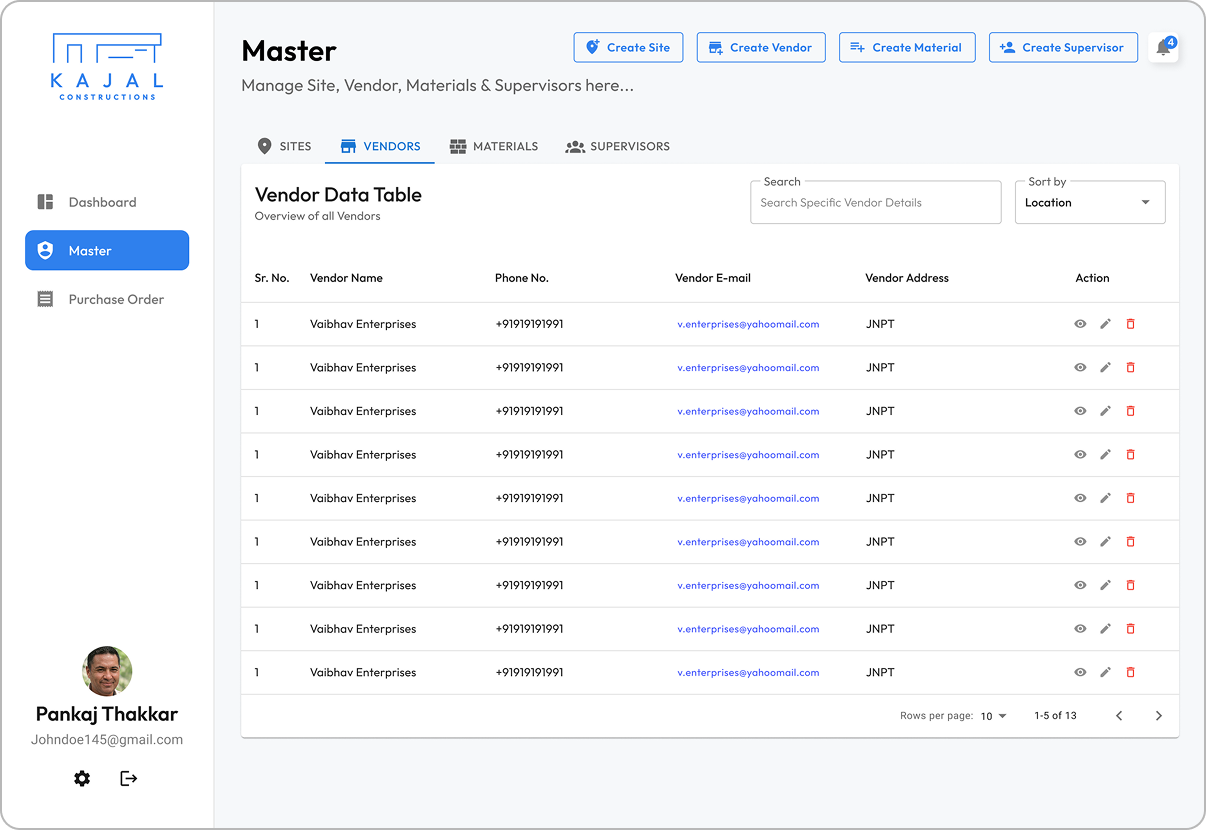 KAJAL
CONSTRUCTIONS
Dashboard
Master
Purchase Order
Pankaj Thakkar
Johndoe145@gmail.com
Master
Manage Site, Vendor, Materials & Supervisors here...
Create Site
Create Vendor
Create Material
Create Supervisor
4
SITES
VENDORS
MATERIALS
SUPERVISORS
Vendor Data Table
Overview of all Vendors
Search
Search Specific Vendor Details
Sort by
Location
Sr. No. Vendor Name Phone No. Vendor E-mail Vendor Address Action
1 Vaibhav Enterprises +91919191991 v.enterprises@yahoomail.com JNPT
1 Vaibhav Enterprises +91919191991 v.enterprises@yahoomail.com JNPT
1 Vaibhav Enterprises +91919191991 v.enterprises@yahoomail.com JNPT
1 Vaibhav Enterprises +91919191991 v.enterprises@yahoomail.com JNPT
1 Vaibhav Enterprises +91919191991 v.enterprises@yahoomail.com JNPT
1 Vaibhav Enterprises +91919191991 v.enterprises@yahoomail.com JNPT
1 Vaibhav Enterprises +91919191991 v.enterprises@yahoomail.com JNPT
1 Vaibhav Enterprises +91919191991 v.enterprises@yahoomail.com JNPT
1 Vaibhav Enterprises +91919191991 v.enterprises@yahoomail.com JNPT
Rows per page: 10 1-5 of 13